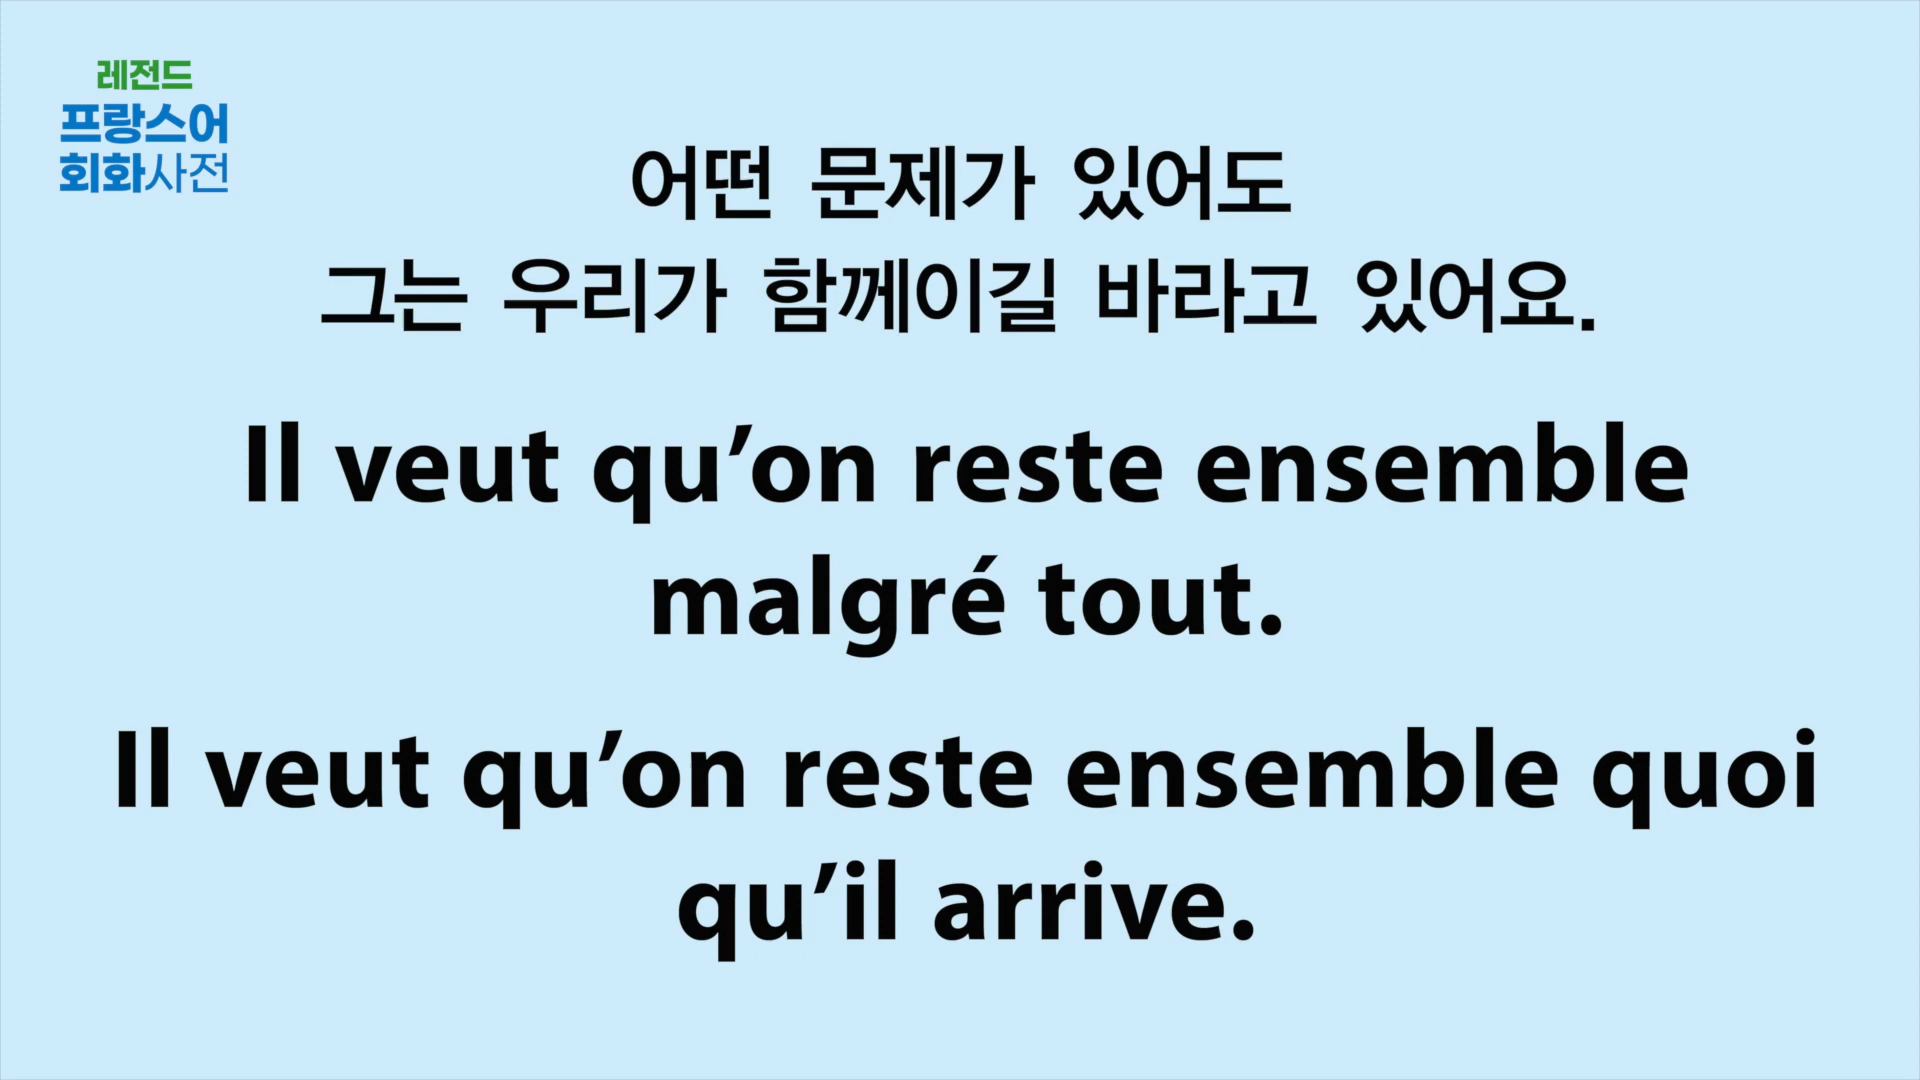 레전드
프랑스어
회화사전
어떤 문제가 있어도
그는 우리가 함께이길 바라고 있어요.
Il veut qu’on reste ensemble
malgré tout.
Il veut qu’on reste ensemble quoi
qu’il arrive.